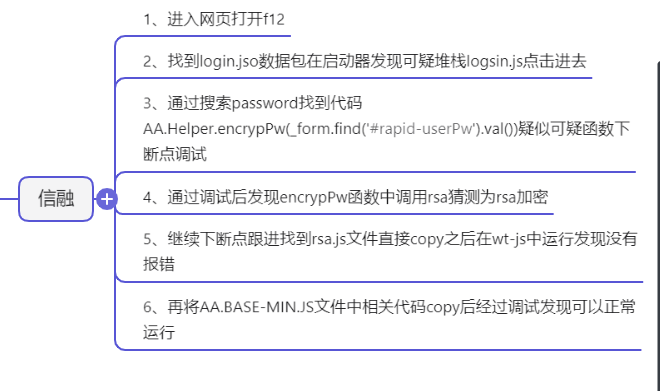 1、进入网页打开f12
2、找到login.jso数据包在启动器发现可疑堆栈logsin.js点击进去
3、通过搜索password找到代码
AA.Helper.encrypPw(_form.find('#rapid-userPw').val())疑似可疑函数下
断点调试
信融
4、通过调试后发现encrypPw函数中调用rsa猜测为rsa加密
5、继续下断点跟进找到rsa.js文件直接copy之后在wt-js中运行发现没有
报错
6、再将AA.BASE-MIN.JS文件中相关代码copy后经过调试发现可以正常
运行